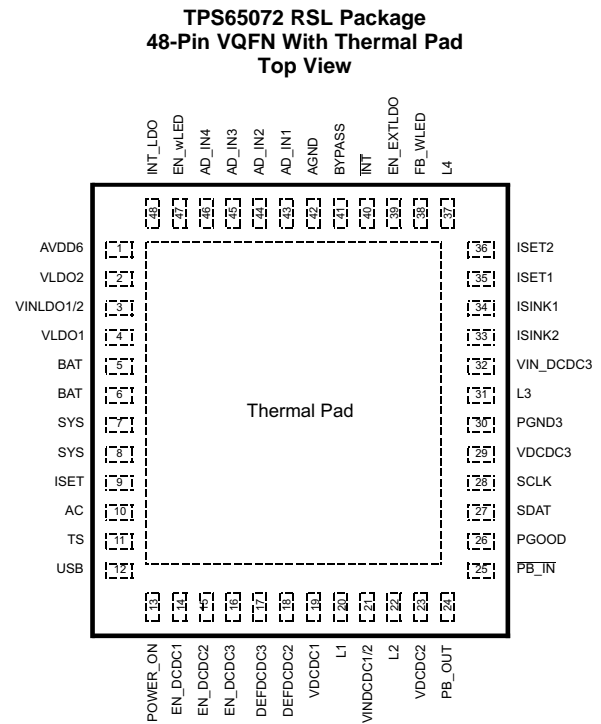 TPS65072 RSL Package
48-Pin VQFN With Thermal Pad
Top View
INT_LDO
EN_wLED
AD_IN4
AD_IN3
AD_IN2
AD_IN1
AGND
BYPASS
INT
EN_EXTLDO
FB_WLED
L4
48
47
46
45
44
43
42
41
40
39
38
37
AVDD6 1
VLDO2 2
VINLDO1/2 3
VLDO1 4
BAT 5
BAT 6
SYS 7
SYS 8
ISET 9
AC 10
TS 11
USB 12
Thermal Pad
36 ISET2
35 ISET1
34 ISINK1
33 ISINK2
32 VIN_DCDC3
31 L3
30 PGND3
29 VDCDC3
28 SCLK
27 SDAT
26 PGOOD
25 PB_IN
13
14
15
16
17
18
19
20
21
22
23
24
POWER_ON
EN_DCDC1
EN_DCDC2
EN_DCDC3
DEFDCDC3
DEFDCDC2
VDCDC1
L1
VINDCDC1/2
L2
VDCDC2
PB_OUT